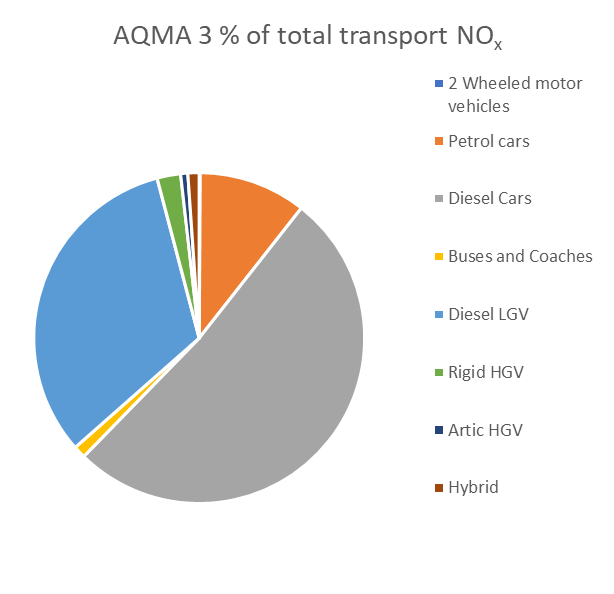 AQMA 3 % of total transport NOx
2 Wheeled motor
vehicles
Petrol cars
Diesel Cars
Buses and Coaches
Diesel LGV
Rigid HGV
Artic HGV
Hybrid